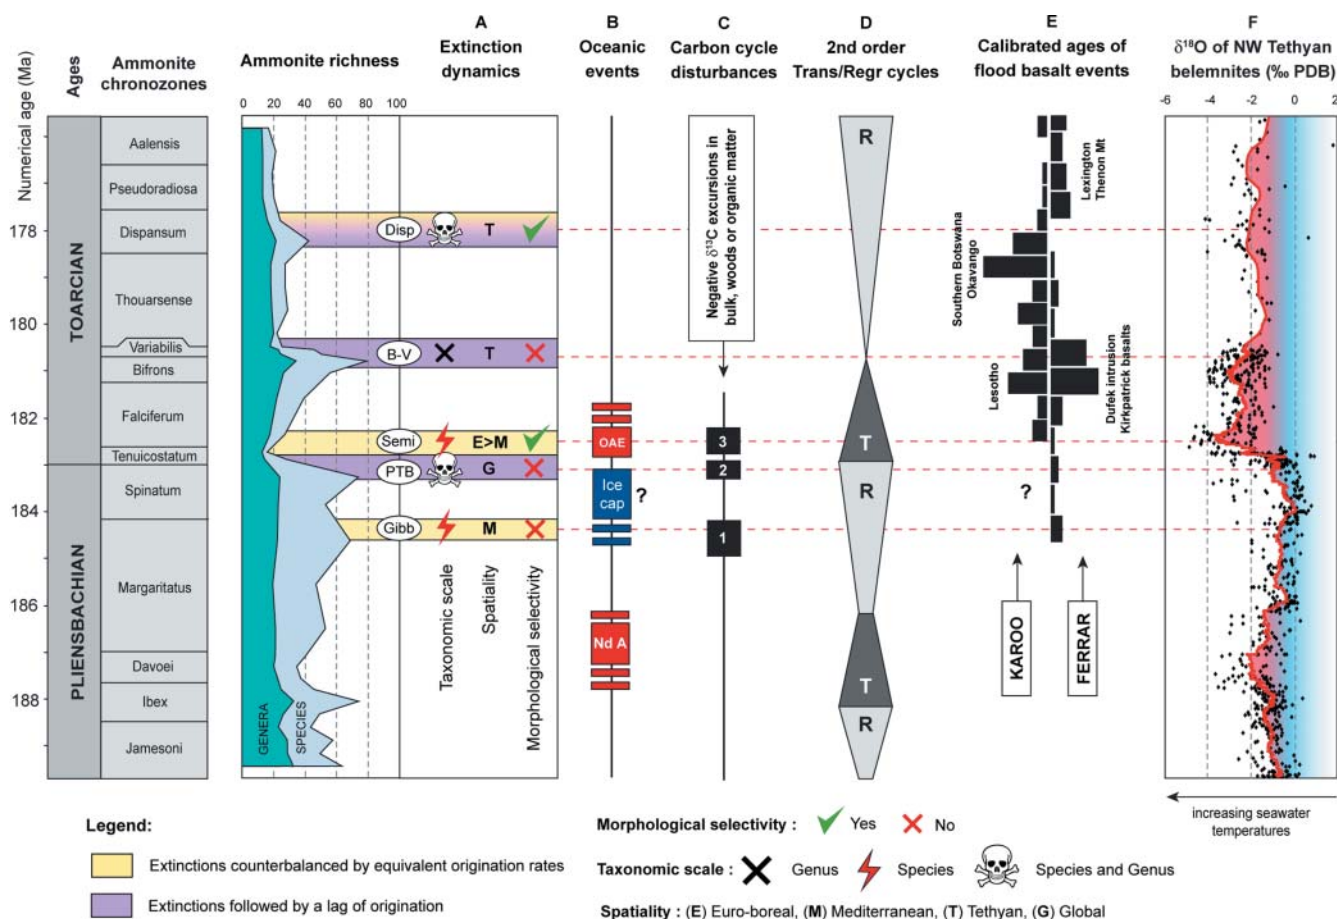 A
B
C
D
E
F
Numerical age (Ma)
Ages
Ammonite
chronozones
Ammonite richness
Extinction
dynamics
Oceanic
events
Carbon cycle
disturbances
2nd order
Trans/Regr cycles
Calibrated ages of
flood basalt events
δ18O of NW Tethyan
belemnites (‰ PDB)
0 20 40 60 80 100
-6 -4 -2 0 2
178
180
182
184
186
188
TOARCIAN
PLIENSBACHIAN
Aalensis
Pseudoradiosa
Dispansum
Thouarsense
Variabilis
Bifrons
Falciferum
Tenuicostatum
Spinatum
Margaritatus
Davoei
Ibex
Jamesoni
GENERA
SPECIES
Disp T
B-V T
Semi E>M
PTB G
Gibb M
Taxonomic scale
Spatiality
Morphological selectivity
OAE
Ice
cap
?
Nd A
Negative δ13C excursions in
bulk, woods or organic matter
3
2
1
R
T
R
T
R
Southern Botswana
Okavango
Lesotho
Lexington
Thenon Mt
Dufek intrusion
Kirkpatrick basalts
?
KAROO
FERRAR
increasing seawater
temperatures
Legend:
Extinctions counterbalanced by equivalent origination rates
Extinctions followed by a lag of origination
Morphological selectivity : Yes No
Taxonomic scale : Genus Species Species and Genus
Spatiality : (E) Euro-boreal, (M) Mediterranean, (T) Tethyan, (G) Global